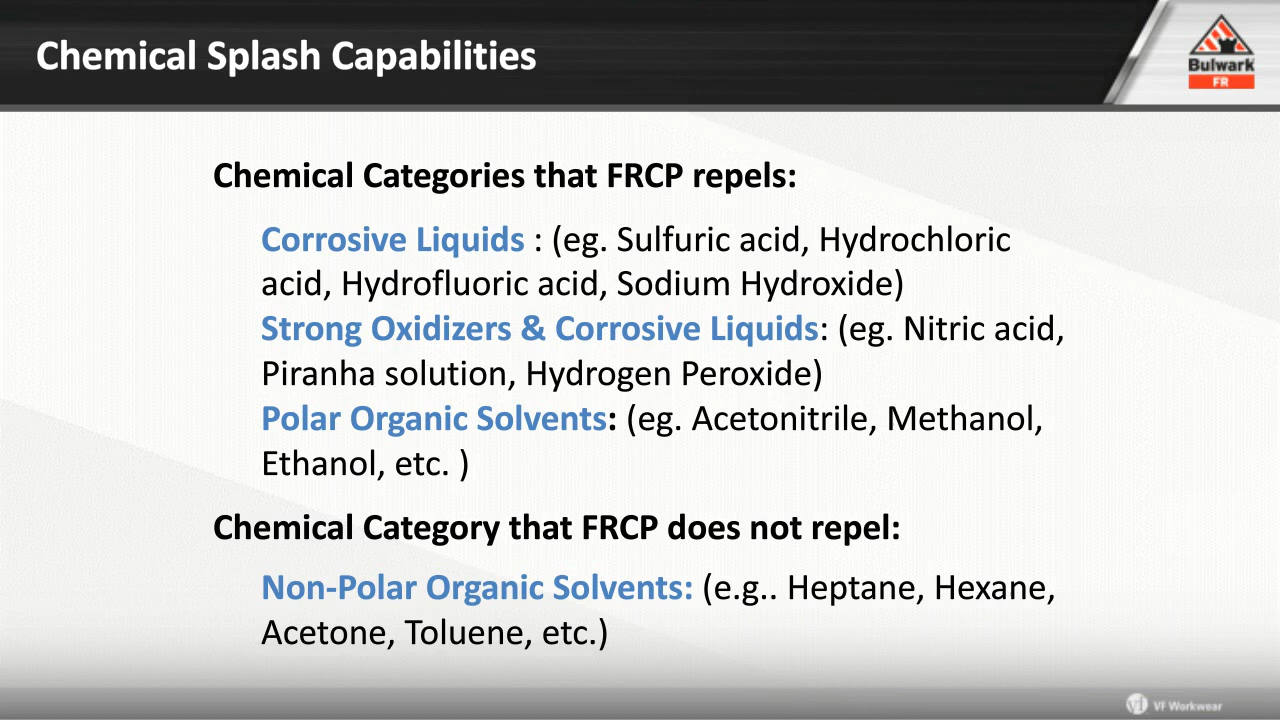 Chemical Splash Capabilities
Bulwark
FR
Chemical Categories that FRCP repels:
Corrosive Liquids : (eg. Sulfuric acid, Hydrochloric
acid, Hydrofluoric acid, Sodium Hydroxide)
Strong Oxidizers & Corrosive Liquids: (eg. Nitric acid,
Piranha solution, Hydrogen Peroxide)
Polar Organic Solvents: (eg. Acetonitrile, Methanol,
Ethanol, etc. )
Chemical Category that FRCP does not repel:
Non-Polar Organic Solvents: (e.g.. Heptane, Hexane,
Acetone, Toluene, etc.)
VF Workwear